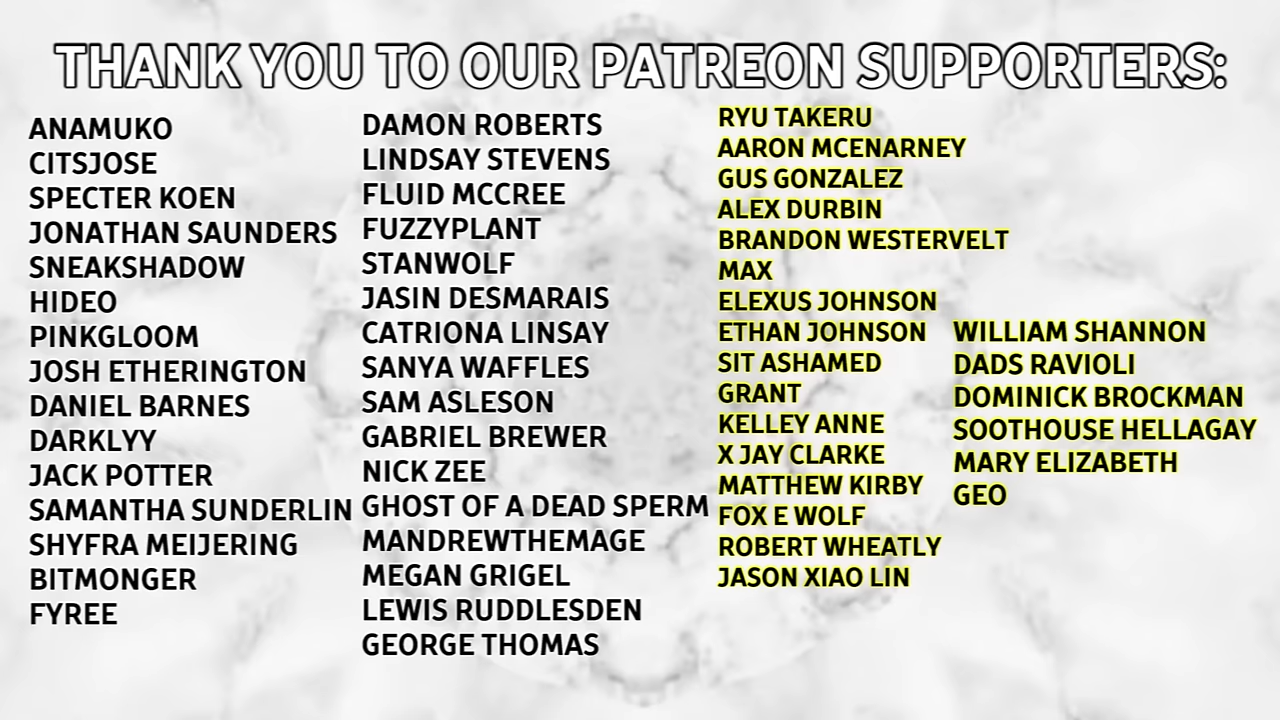 THANK YOU TO OUR PATREON SUPPORTERS:
ANAMUKO
CITSJOSE
SPECTER KOEN
JONATHAN SAUNDERS
SNEAKSHADOW
HIDEO
PINKGLOOM
JOSH ETHERINGTON
DANIEL BARNES
DARKLYY
JACK POTTER
SAMANTHA SUNDERLIN
SHYFRA MEIJERING
BITMONGER
FYREE
DAMON ROBERTS
LINDSAY STEVENS
FLUID MCCREE
FUZZYPLANT
STANWOLF
JASIN DESMARAIS
CATRIONA LINSAY
SANYA WAFFLES
SAM ASLESON
GABRIEL BREWER
NICK ZEE
GHOST OF A DEAD SPERM
MANDREWTHEMAGE
MEGAN GRIGEL
LEWIS RUDDLESDEN
GEORGE THOMAS
RYU TAKERU
AARON MCENARNEY
GUS GONZALEZ
ALEX DURBIN
BRANDON WESTERVELT
MAX
ELEXUS JOHNSON
ETHAN JOHNSON
SIT ASHAMED
GRANT
KELLEY ANNE
X JAY CLARKE
MATTHEW KIRBY
FOX E WOLF
ROBERT WHEATLY
JASON XIAO LIN
WILLIAM SHANNON
DADS RAVIOLI
DOMINICK BROCKMAN
SOOTHOUSE HELLAGAY
MARY ELIZABETH
GEO